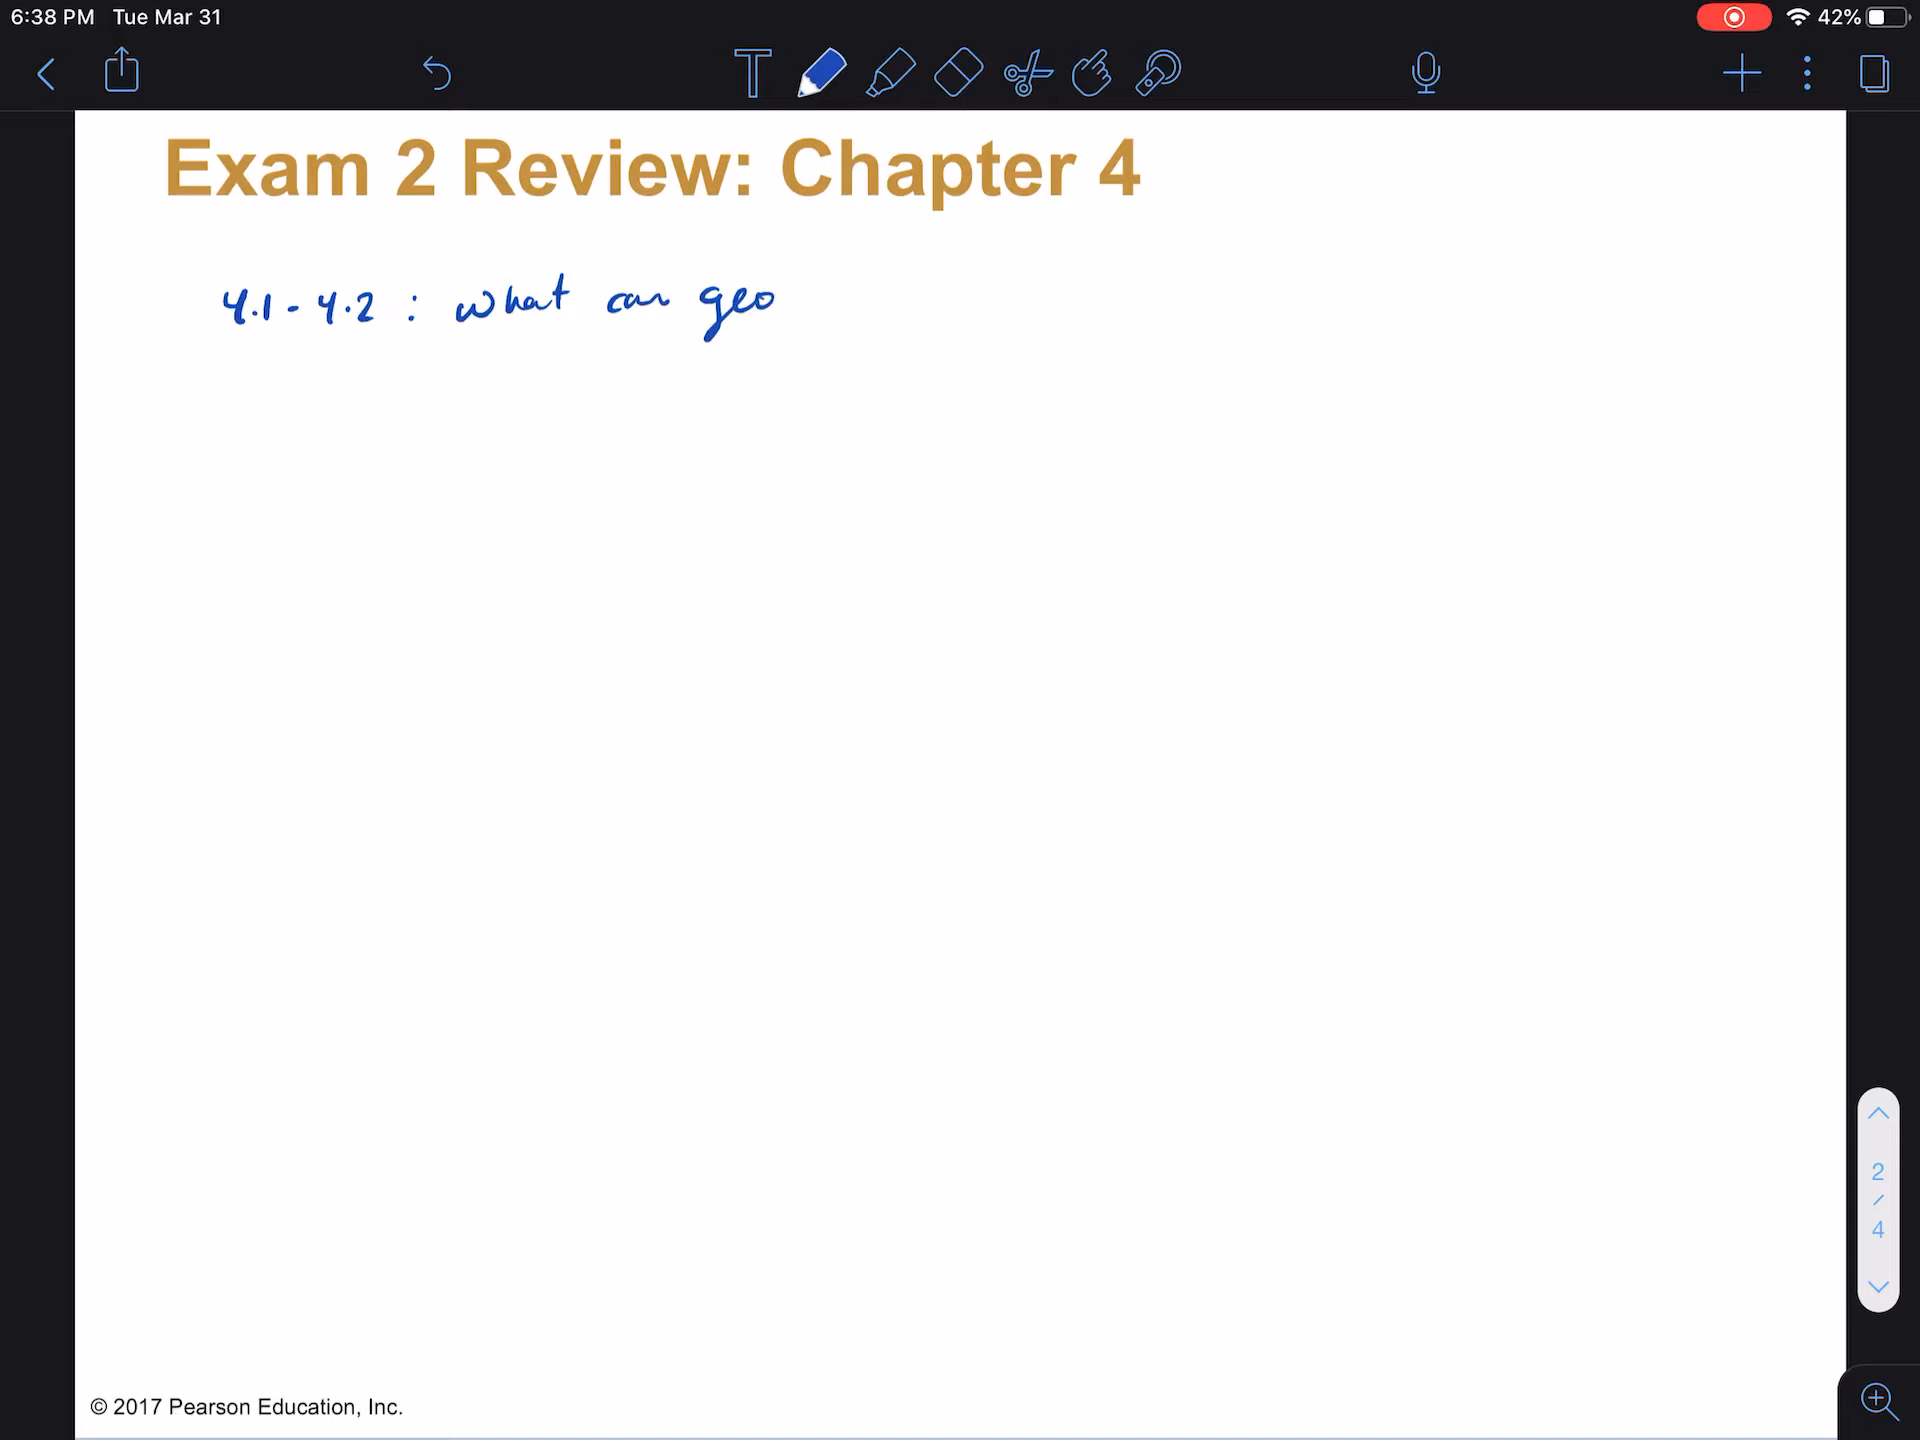 6:38 PM Tue Mar 31
42%
T
Exam 2 Review: Chapter 4
4.1 - 4.2 : what can geo
2
/
4
© 2017 Pearson Education, Inc.